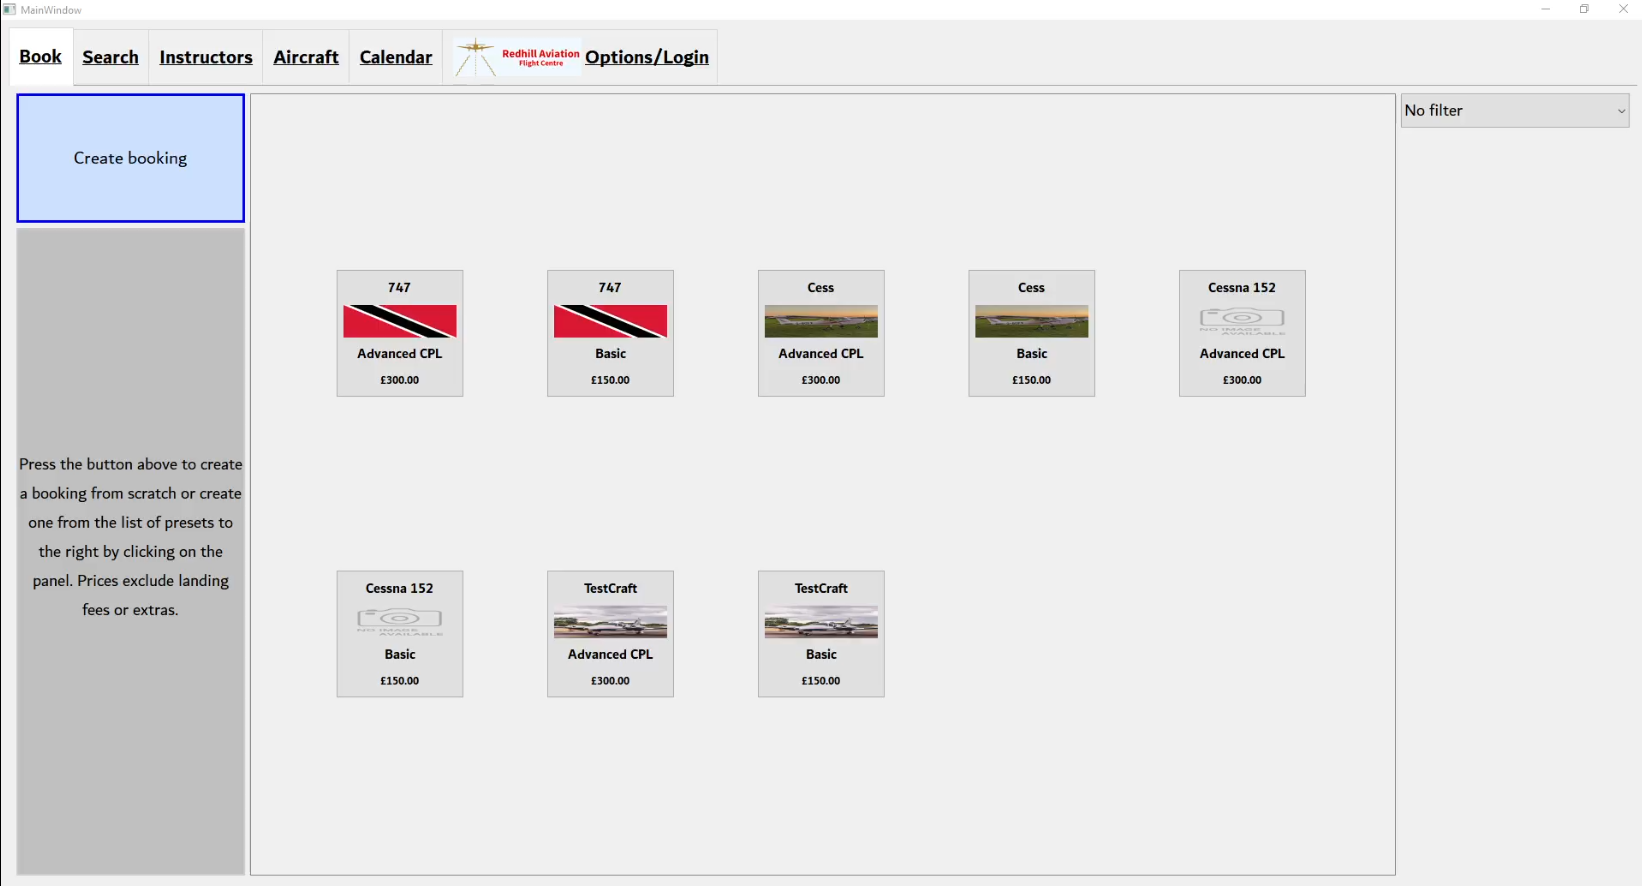 MainWindow
Book
Search
Instructors
Aircraft
Calendar
Redhill Aviation
Flight Centre
Options/Login
Create booking
No filter
747
Advanced CPL
£300.00
747
Basic
£150.00
Cess
Advanced CPL
£300.00
Cess
Basic
£150.00
Cessna 152
NO IMAGE
AVAILABLE
Advanced CPL
£300.00
Press the button above to create
a booking from scratch or create
one from the list of presets to
the right by clicking on the
panel. Prices exclude landing
fees or extras.
Cessna 152
NO IMAGE
AVAILABLE
Basic
£150.00
TestCraft
Advanced CPL
£300.00
TestCraft
Basic
£150.00